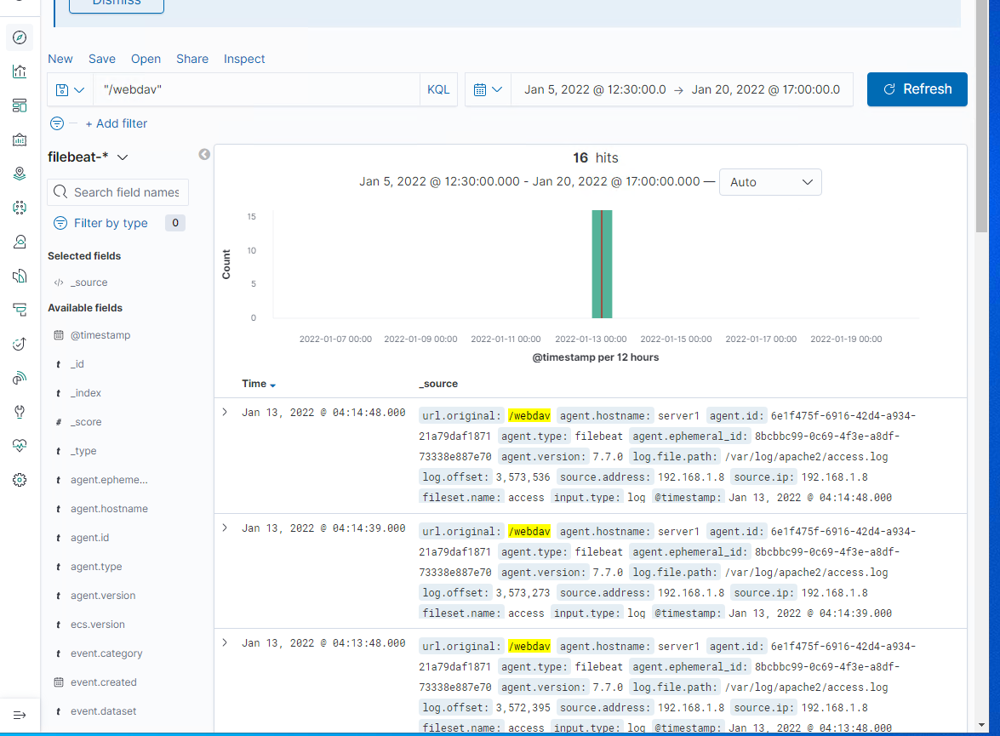 Dismiss
New Save Open Share Inspect
"/webdav" KQL Jan 5, 2022 @ 12:30:00.0 → Jan 20, 2022 @ 17:00:00.0 Refresh
+ Add filter
filebeat-*
Search field names
Filter by type 0
Selected fields
</> _source
Available fields
@timestamp
t _id
t _index
# _score
t _type
t agent.epheme...
t agent.hostname
t agent.id
t agent.type
t agent.version
t ecs.version
t event.category
event.created
t event.dataset
16 hits
Jan 5, 2022 @ 12:30:00.000 - Jan 20, 2022 @ 17:00:00.000 — Auto
15
10
5
0
Count
2022-01-07 00:00 2022-01-09 00:00 2022-01-11 00:00 2022-01-13 00:00 2022-01-15 00:00 2022-01-17 00:00 2022-01-19 00:00
@timestamp per 12 hours
Time _source
Jan 13, 2022 @ 04:14:48.000 url.original: /webdav agent.hostname: server1 agent.id: 6e1f475f-6916-42d4-a934-
21a79daf1871 agent.type: filebeat agent.ephemeral_id: 8bcbbc99-0c69-4f3e-a8df-
73338e887e70 agent.version: 7.7.0 log.file.path: /var/log/apache2/access.log
log.offset: 3,573,536 source.address: 192.168.1.8 source.ip: 192.168.1.8
fileset.name: access input.type: log @timestamp: Jan 13, 2022 @ 04:14:48.000
Jan 13, 2022 @ 04:14:39.000 url.original: /webdav agent.hostname: server1 agent.id: 6e1f475f-6916-42d4-a934-
21a79daf1871 agent.type: filebeat agent.ephemeral_id: 8bcbbc99-0c69-4f3e-a8df-
73338e887e70 agent.version: 7.7.0 log.file.path: /var/log/apache2/access.log
log.offset: 3,573,273 source.address: 192.168.1.8 source.ip: 192.168.1.8
fileset.name: access input.type: log @timestamp: Jan 13, 2022 @ 04:14:39.000
Jan 13, 2022 @ 04:13:48.000 url.original: /webdav agent.hostname: server1 agent.id: 6e1f475f-6916-42d4-a934-
21a79daf1871 agent.type: filebeat agent.ephemeral_id: 8bcbbc99-0c69-4f3e-a8df-
73338e887e70 agent.version: 7.7.0 log.file.path: /var/log/apache2/access.log
log.offset: 3,572,395 source.address: 192.168.1.8 source.ip: 192.168.1.8
fileset.name: access input.type: log @timestamp: Jan 13, 2022 @ 04:13:48.000